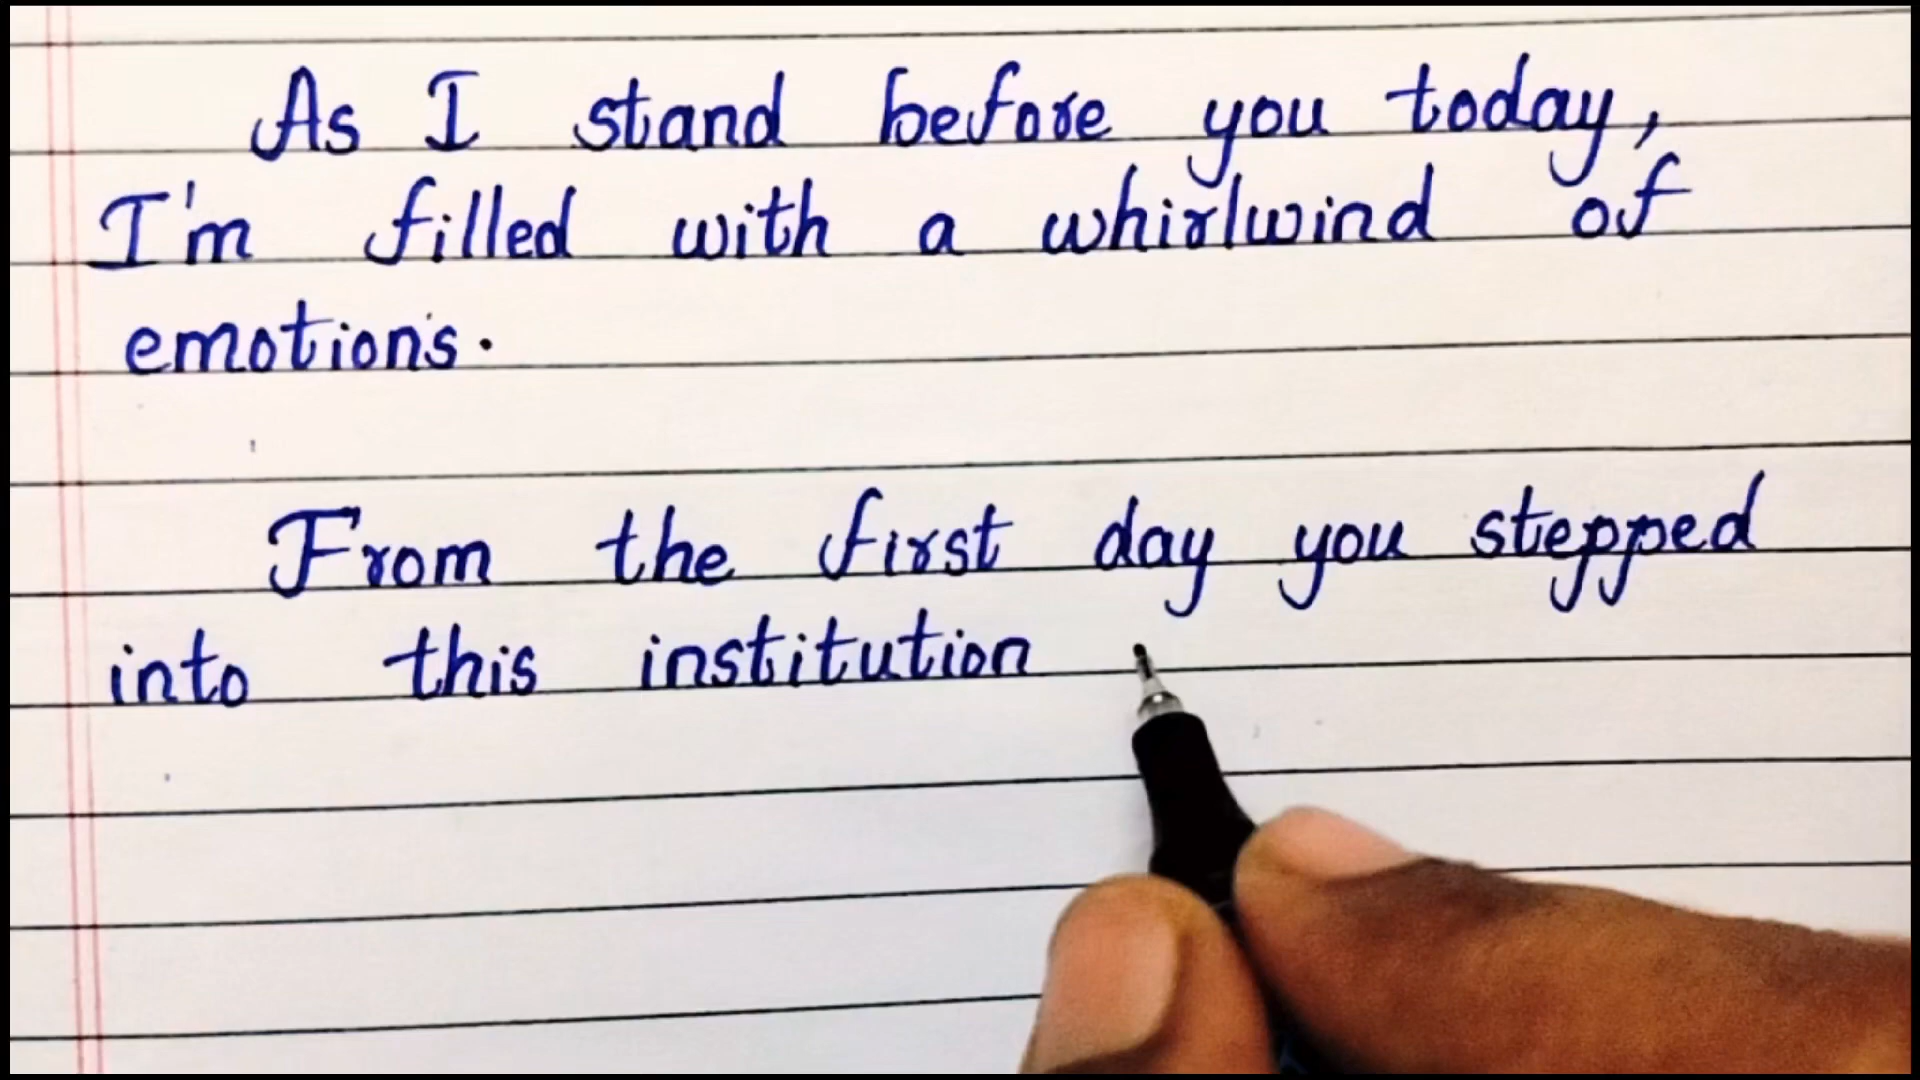 As I stand before you today,
I'm filled with a whirlwind of
emotions.
From the first day you stepped
into this institution